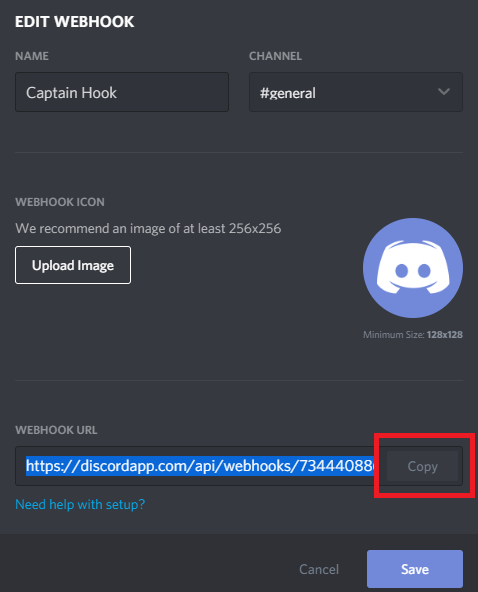 EDIT WEBHOOK
NAME CHANNEL
Captain Hook #general
WEBHOOK ICON
We recommend an image of at least 256x256
Upload Image
Minimum Size: 128x128
WEBHOOK URL
https://discordapp.com/api/webhooks/73444088 Copy
Need help with setup?
Cancel Save